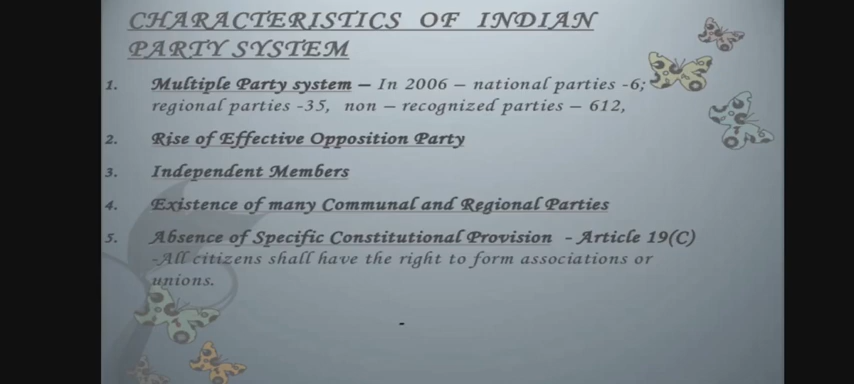 CHARACTERISTICS OF INDIAN
PARTY SYSTEM
1. Multiple Party system – In 2006 – national parties -6;
regional parties -35, non – recognized parties – 612,
2. Rise of Effective Opposition Party
3. Independent Members
4. Existence of many Communal and Regional Parties
5. Absence of Specific Constitutional Provision - Article 19(C)
-All citizens shall have the right to form associations or
unions.
-